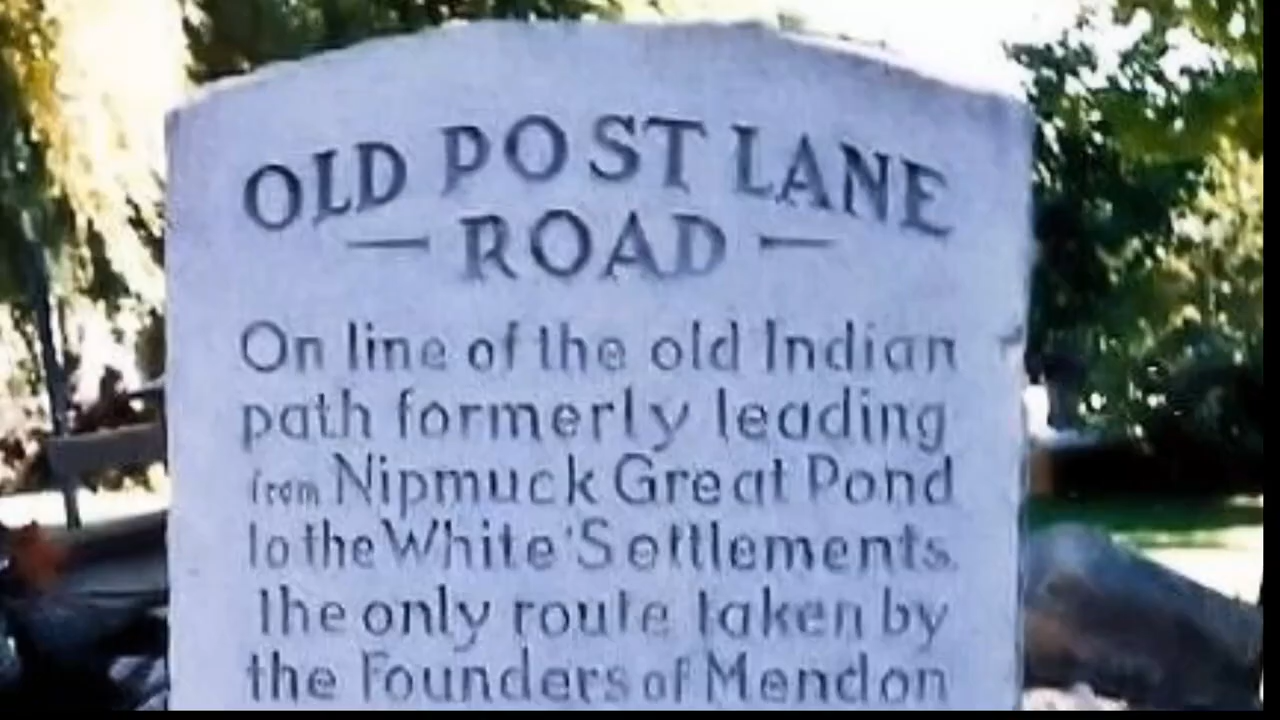 OLD POST LANE
— ROAD —
On line of the old Indian
path formerly leading
from Nipmuck Great Pond
to the White Settlements.
The only route taken by
the Founders of Mendon